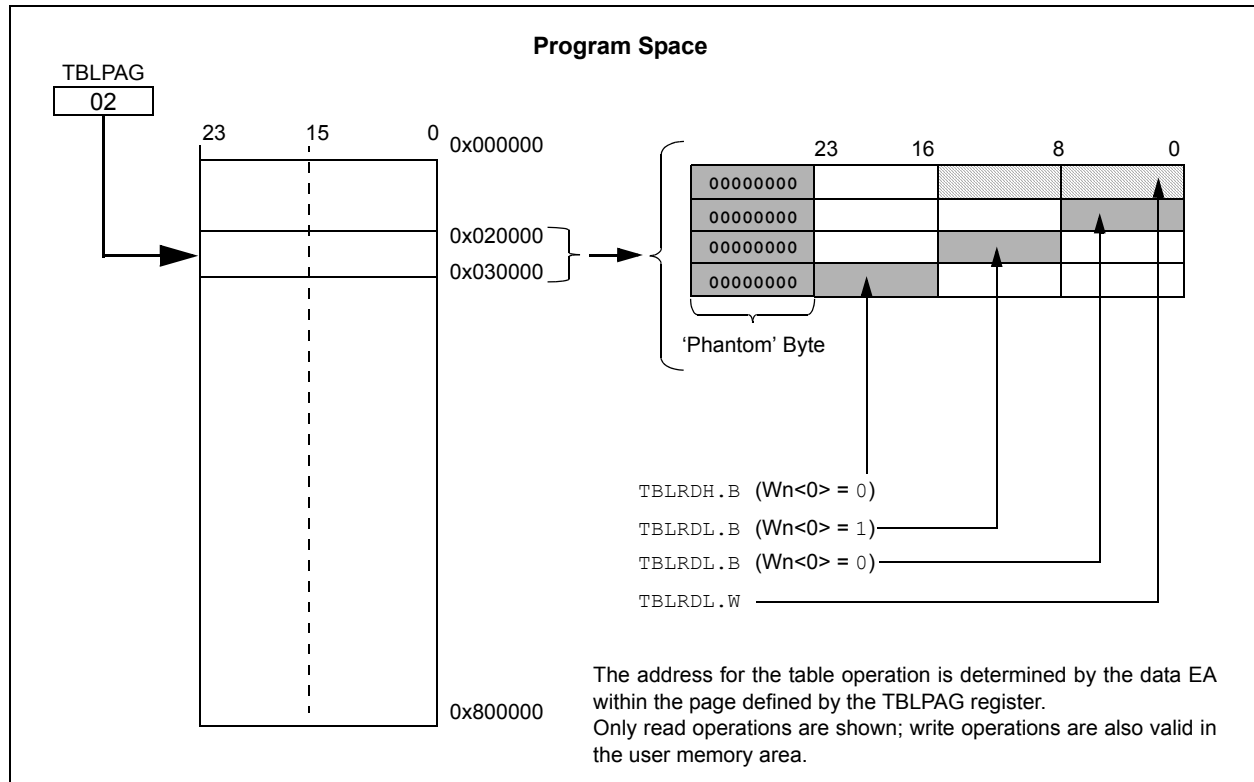 Program Space
TBLPAG
02
23 15 0
0x000000
0x020000
0x030000
0x800000
23 16 8 0
00000000
00000000
00000000
00000000
‘Phantom’ Byte
TBLRDH.B (Wn<0> = 0)
TBLRDL.B (Wn<0> = 1)
TBLRDL.B (Wn<0> = 0)
TBLRDL.W
The address for the table operation is determined by the data EA
within the page defined by the TBLPAG register.
Only read operations are shown; write operations are also valid in
the user memory area.